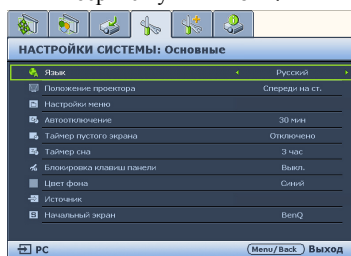 НАСТРОЙКИ СИСТЕМЫ: Основные
Язык Русский
Положение проектора Спереди на ст.
Настройки меню
Автоотключение 30 мин
Таймер пустого экрана Отключено
Таймер сна 3 час
Блокировка клавиш панели Выкл.
Цвет фона Синий
Источник
Начальный экран BenQ
PC Menu/Back Выход